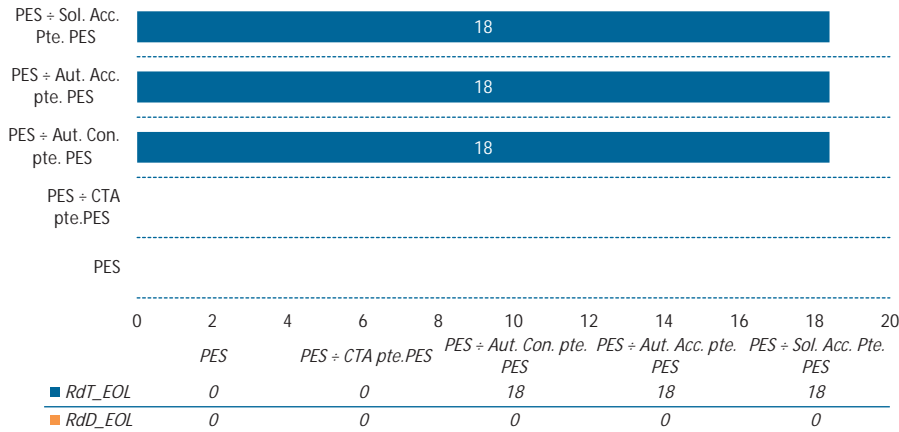 PES ÷ Sol. Acc.
Pte. PES
18
PES ÷ Aut. Acc.
pte. PES
18
PES ÷ Aut. Con.
pte. PES
18
PES ÷ CTA
pte.PES
PES
0 2 4 6 8 10 12 14 16 18 20
PES PES ÷ CTA pte.PES PES ÷ Aut. Con. pte. PES PES ÷ Aut. Acc. pte. PES PES ÷ Sol. Acc. Pte. PES
RdT_EOL 0 0 18 18 18
RdD_EOL 0 0 0 0 0